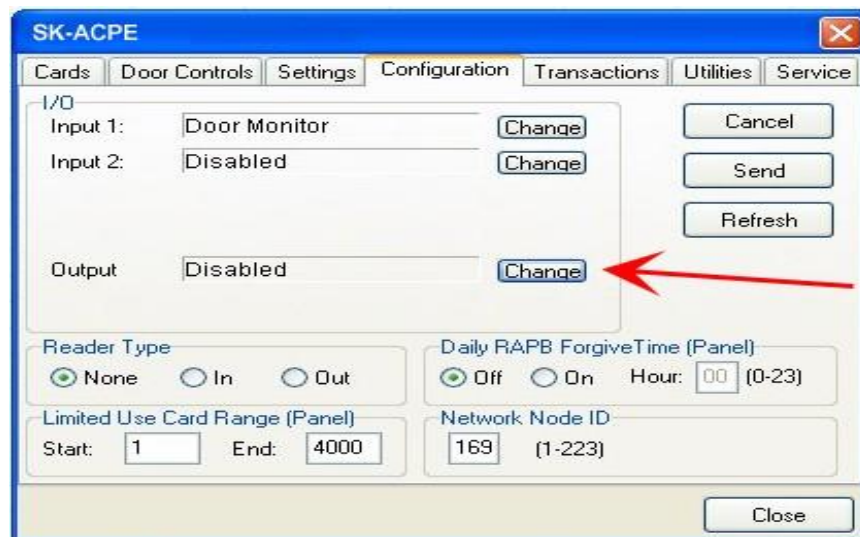 SK-ACPE
Cards Door Controls Settings Configuration Transactions Utilities Service
I/O
Input 1: Door Monitor Change
Input 2: Disabled Change
Cancel
Send
Refresh
Output Disabled Change
Reader Type
None In Out
Daily RAPB ForgiveTime (Panel)
Off On Hour: 00 (0-23)
Limited Use Card Range (Panel)
Start: 1 End: 4000
Network Node ID
169 (1-223)
Close